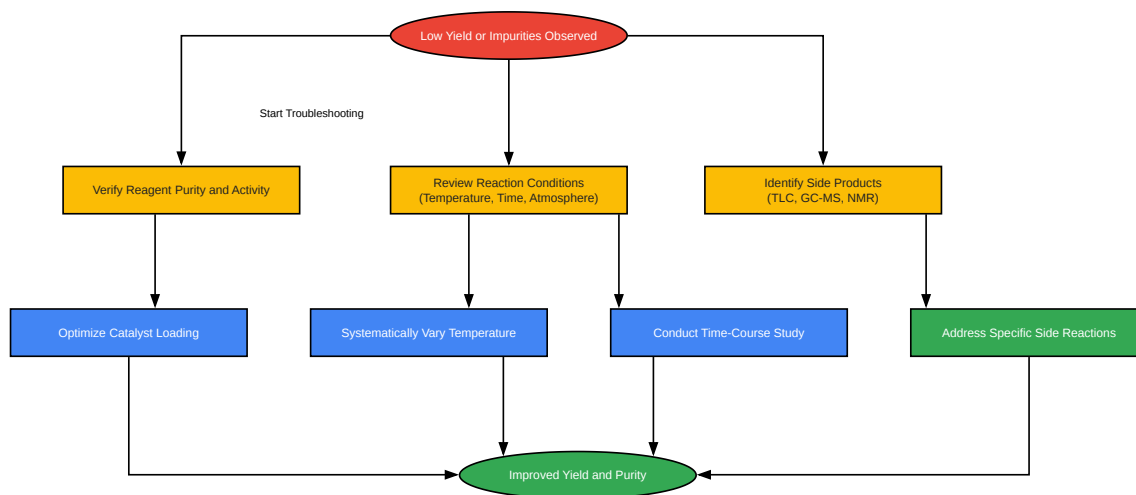 Low Yield or Impurities Observed
Start Troubleshooting
Verify Reagent Purity and Activity
Review Reaction Conditions
(Temperature, Time, Atmosphere)
Identify Side Products
(TLC, GC-MS, NMR)
Optimize Catalyst Loading
Systematically Vary Temperature
Conduct Time-Course Study
Address Specific Side Reactions
Improved Yield and Purity